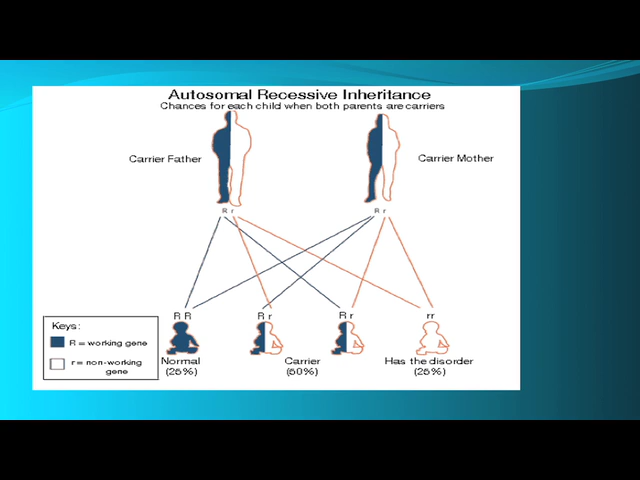 Autosomal Recessive Inheritance
Chances for each child when both parents are carriers
Carrier Father
Carrier Mother
R r
R r
R R
R r
R r
rr
Keys:
R = working gene
r = non-working
gene
Normal
(25%)
Carrier
(50%)
Has the disorder
(25%)